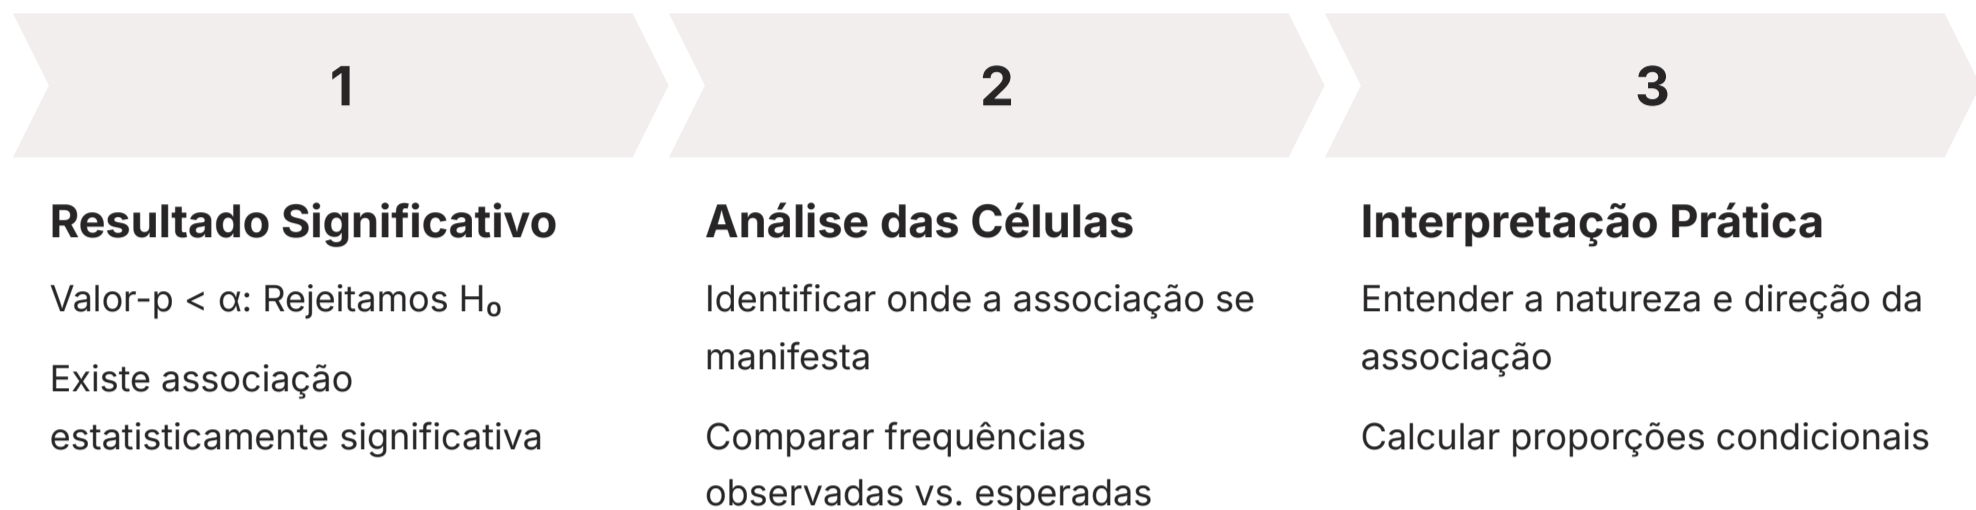 1
Resultado Significativo
Valor-p < α: Rejeitamos H₀
Existe associação
estatisticamente significativa
2
Análise das Células
Identificar onde a associação se
manifesta
Comparar frequências
observadas vs. esperadas
3
Interpretação Prática
Entender a natureza e direção da
associação
Calcular proporções condicionais